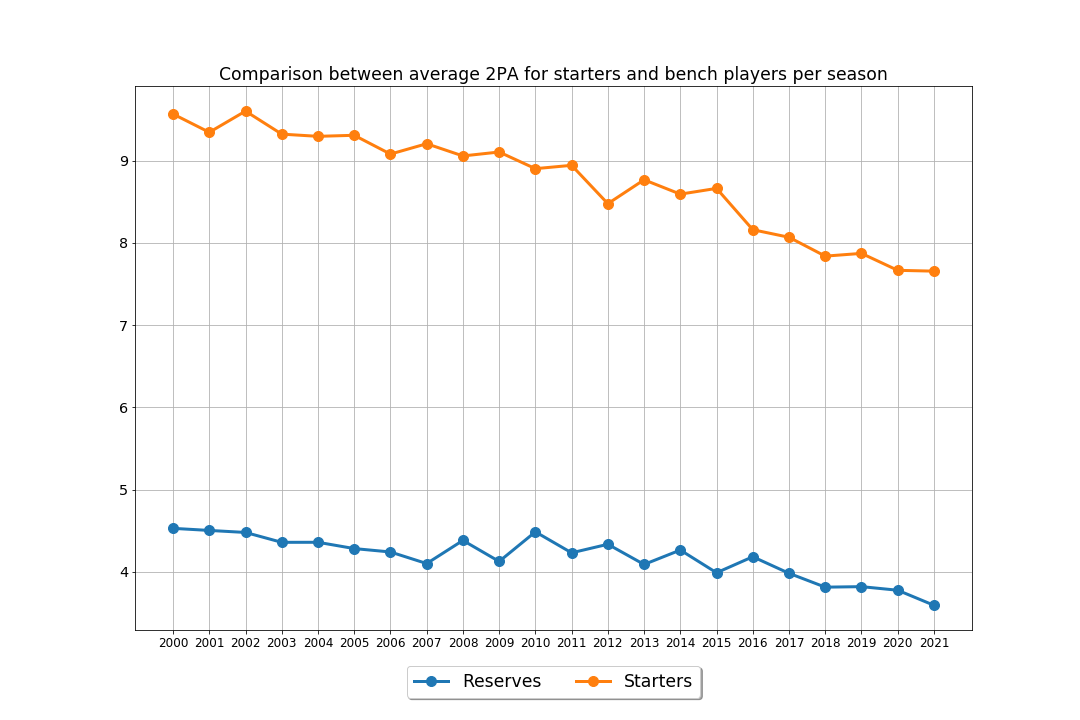 Comparison between average 2PA for starters and bench players per season
9
8
7
6
5
4
2000 2001 2002 2003 2004 2005 2006 2007 2008 2009 2010 2011 2012 2013 2014 2015 2016 2017 2018 2019 2020 2021
Reserves Starters